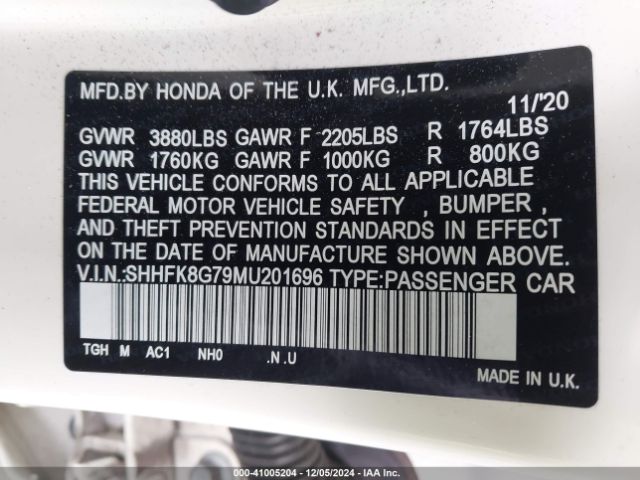 MFD.BY HONDA OF THE U.K. MFG.,LTD.
11/'20
GVWR 3880LBS GAWR F 2205LBS R 1764LBS
GVWR 1760KG GAWR F 1000KG R 800KG
THIS VEHICLE CONFORMS TO ALL APPLICABLE
FEDERAL MOTOR VEHICLE SAFETY , BUMPER ,
AND THEFT PREVENTION STANDARDS IN EFFECT
ON THE DATE OF MANUFACTURE SHOWN ABOVE.
V.I.N.:SHHFK8G79MU201696 TYPE:PASSENGER CAR
TGH M AC1 NH0 .N.U
MADE IN U.K.
000-41005204 - 12/05/2024 - IAA Inc.